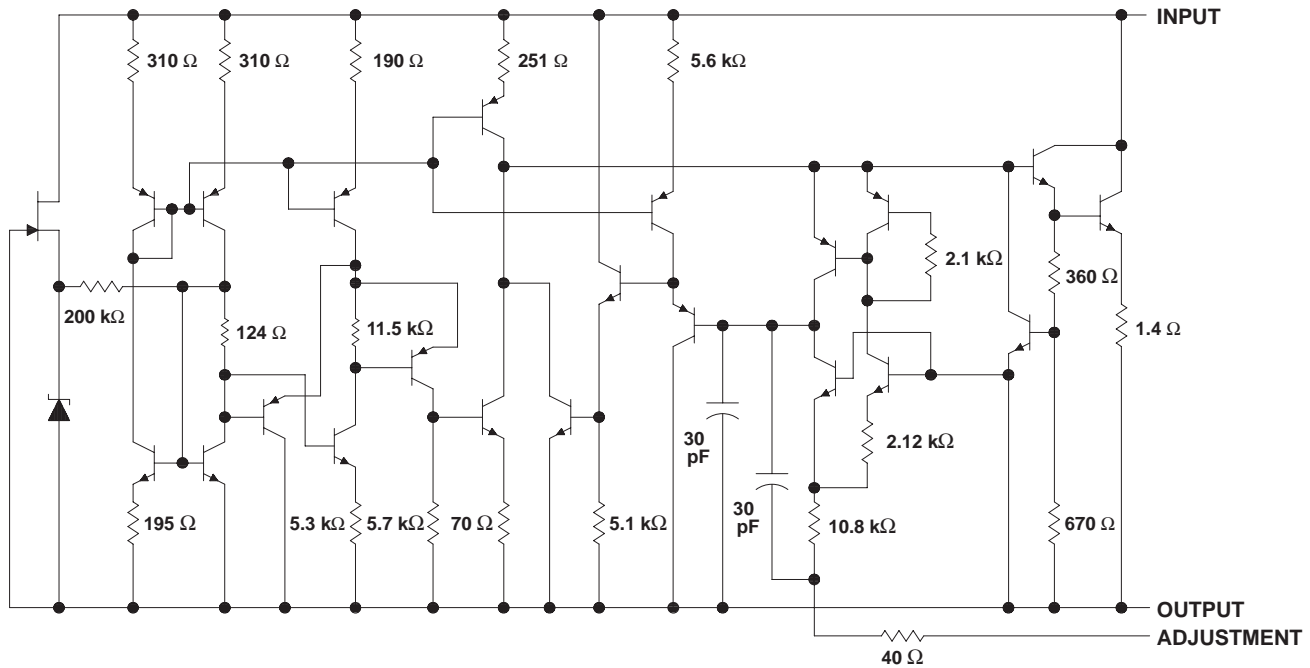 INPUT
310 Ω
310 Ω
190 Ω
251 Ω
5.6 kΩ
2.1 kΩ
360 Ω
200 kΩ
124 Ω
11.5 kΩ
1.4 Ω
30
pF
2.12 kΩ
30
pF
195 Ω
5.3 kΩ
5.7 kΩ
70 Ω
5.1 kΩ
10.8 kΩ
670 Ω
OUTPUT
ADJUSTMENT
40 Ω